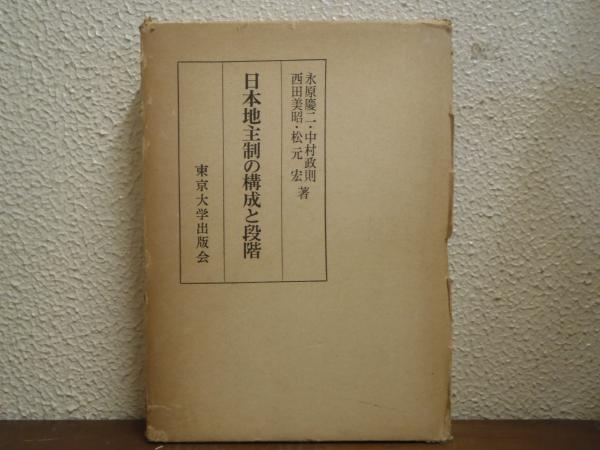 永原慶二・中村政則
西田美昭・松元宏 著
日本地主制の構成と段階
東京大学出版会